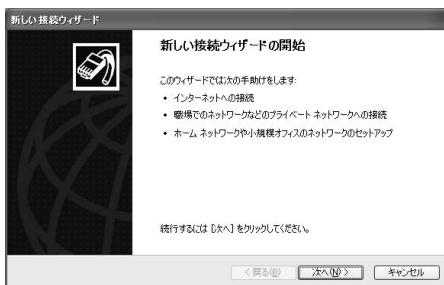 新しい接続ウィザード
新しい接続ウィザードの開始
このウィザードでは次の手助けをします:
• インターネットへの接続
• 職場でのネットワークなどのプライベート ネットワークへの接続
• ホーム ネットワークや小規模オフィスのネットワークのセットアップ
続行するには [次へ] をクリックしてください。
< 戻る(B) 次へ(N) > キャンセル